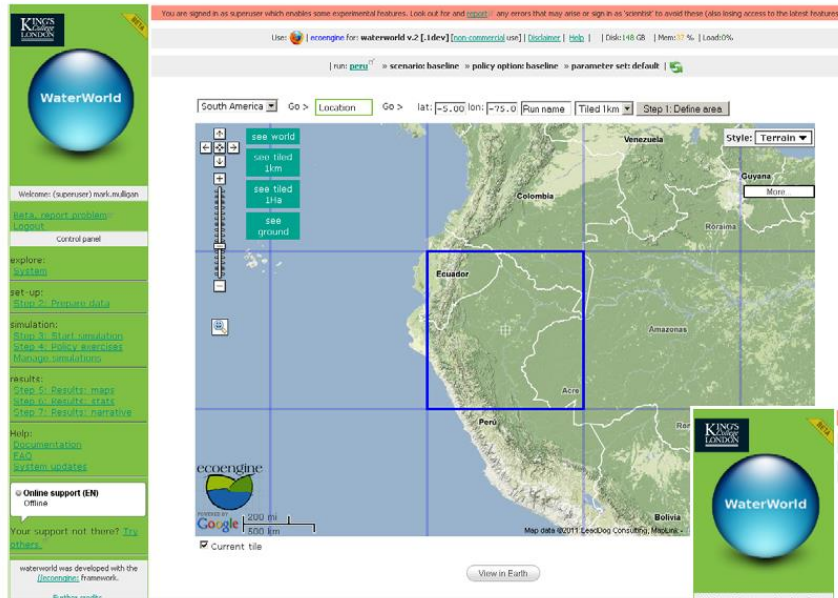 You are signed in as superuser which enables some experimental features. Look out for and report any errors that may arise or sign in as 'scientist' to avoid these (also losing access to the latest features
Use: | ecoengine for: waterworld v.2 [.1dev] [non-commercial use] | Disclaimer | Help | | Disk:148 GB | Mem:37 % | Load:0%
| run: peru » scenario: baseline » policy option: baseline » parameter set: default |
KING'S
College
LONDON
BETA
WaterWorld
Welcome: (superuser) mark.mulligan
Beta, report problem
Logout
Control panel
explore:
System
set-up:
Step 2: Prepare data
simulation:
Step 3: Start simulation
Step 4: Policy exercises
Manage simulations
results:
Step 5: Results: maps
Step 6: Results: stats
Step 7: Results: narrative
Help:
Documentation
FAQ
System updates
Online support (EN)
Offline
Your support not there? Try
others.
waterworld was developed with the
//ecoengine: framework.
Further credits
South America Go > Location Go > lat: -5.00 lon: -75.0 Run name Tiled 1km Step 1: Define area
see world
see tiled
1km
see tiled
1Ha
see
ground
Style: Terrain
More...
Venezuela
Guyana
Colombia
Roraima
Ecuador
Amazonas
Acre
Perú
Bolivia
ecoengine
POWERED BY
Google
200 mi
500 km
Map data ©2011 LeadDog Consulting, MapLink -
Current tile
View in Earth
KING'S
College
LONDON
BETA
WaterWorld